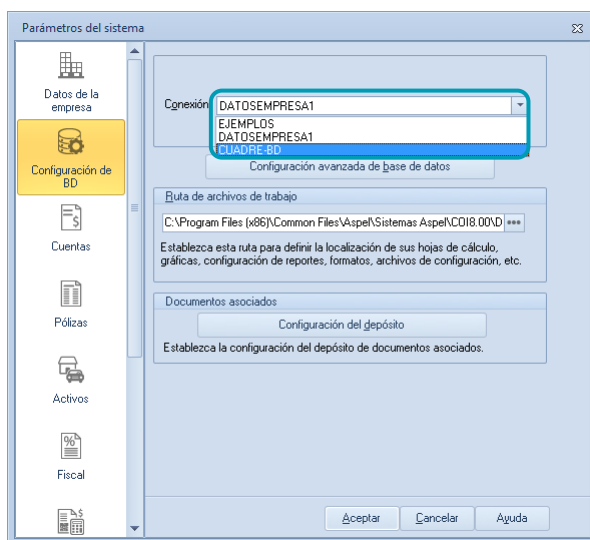 Parámetros del sistema
Datos de la
empresa
Configuración de
BD
Cuentas
Pólizas
Activos
Fiscal
Conexión DATOSEMPRESA1
EJEMPLOS
DATOSEMPRESA1
CUADRE-BD
Configuración avanzada de base de datos
Ruta de archivos de trabajo
C:\Program Files (x86)\Common Files\Aspel\Sistemas Aspel\COI8.00\D
Establezca esta ruta para definir la localización de sus hojas de cálculo,
gráficas, configuración de reportes, formatos, archivos de configuración, etc.
Documentos asociados
Configuración del depósito
Establezca la configuración del depósito de documentos asociados.
Aceptar Cancelar Ayuda